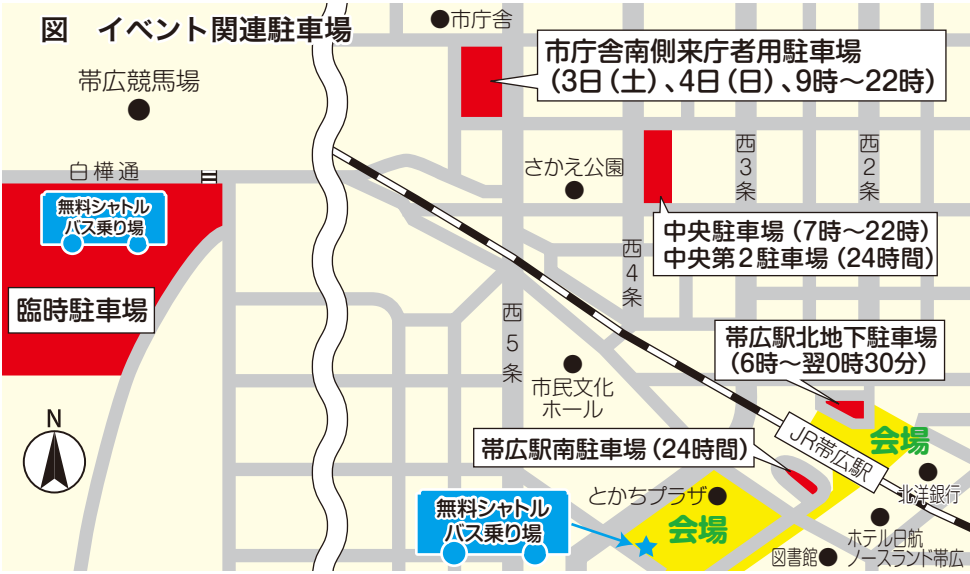 図 イベント関連駐車場
市庁舎
市庁舎南側来庁者用駐車場
(3日(土)、4日(日)、9時～22時)
帯広競馬場
白樺通
無料シャトル
バス乗り場
臨時駐車場
さかえ公園
西3条
西2条
中央駐車場(7時～22時)
中央第2駐車場(24時間)
西4条
西5条
帯広駅北地下駐車場
(6時～翌0時30分)
市民文化
ホール
N
帯広駅南駐車場(24時間)
JR帯広駅
会場
北洋銀行
とかちプラザ
無料シャトル
バス乗り場
会場
ホテル日航
ノースランド帯広
図書館